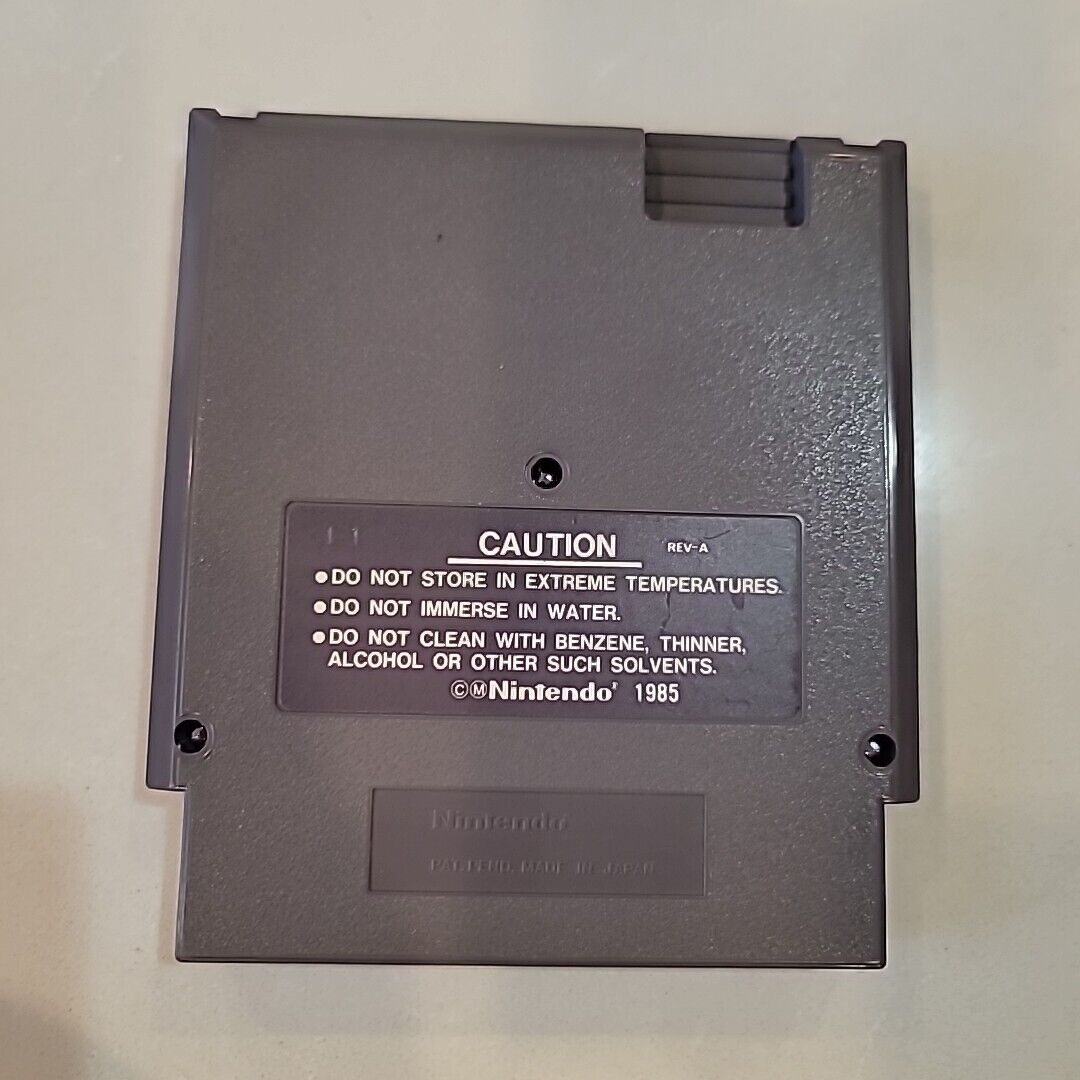 11
CAUTION REV-A
•DO NOT STORE IN EXTREME TEMPERATURES.
•DO NOT IMMERSE IN WATER.
•DO NOT CLEAN WITH BENZENE, THINNER,
ALCOHOL OR OTHER SUCH SOLVENTS.
©ⓂNintendo® 1985
Nintendo®
PAT. PEND. MADE IN JAPAN